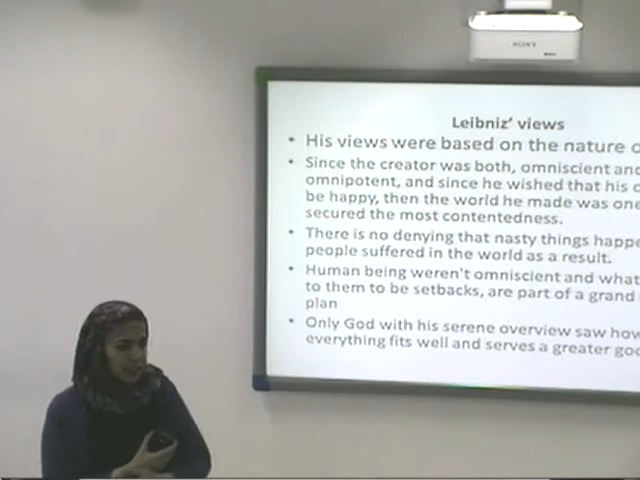 SONY
Leibniz' views
• His views were based on the nature o
• Since the creator was both, omniscient and
omnipotent, and since he wished that his c
be happy, then the world he made was one
secured the most contentedness.
• There is no denying that nasty things happe
people suffered in the world as a result.
• Human being weren't omniscient and what
to them to be setbacks, are part of a grand
plan
• Only God with his serene overview saw how
everything fits well and serves a greater goo